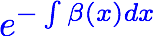 e^{-\int \beta(x)dx}